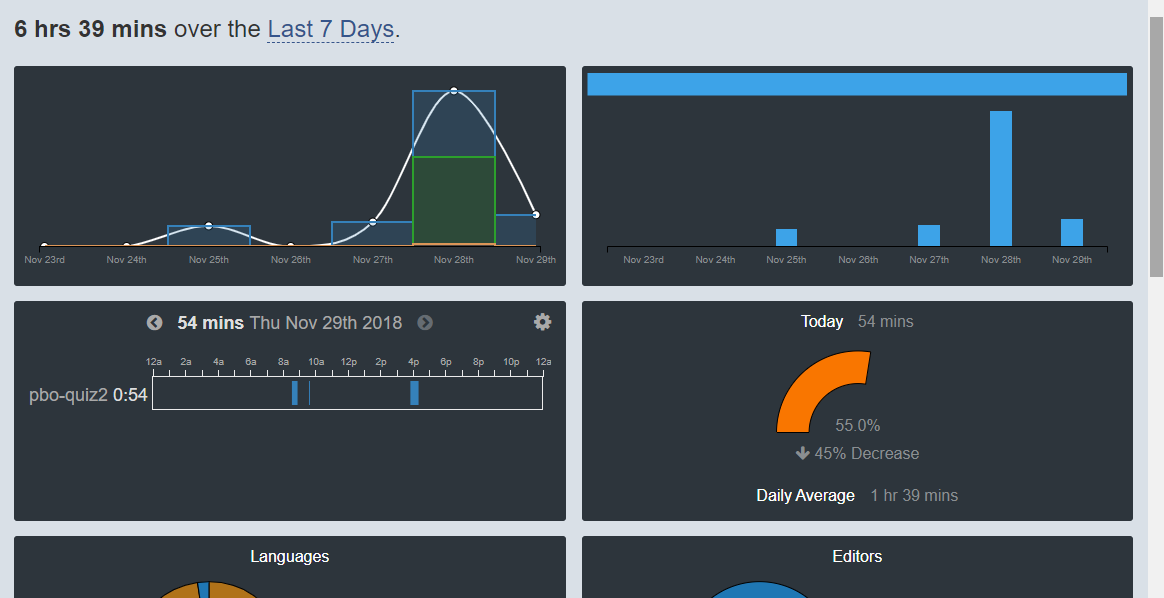 6 hrs 39 mins over the Last 7 Days.
Nov 23rd Nov 24th Nov 25th Nov 26th Nov 27th Nov 28th Nov 29th
Nov 23rd Nov 24th Nov 25th Nov 26th Nov 27th Nov 28th Nov 29th
54 mins Thu Nov 29th 2018
12a 2a 4a 6a 8a 10a 12p 2p 4p 6p 8p 10p 12a
pbo-quiz2 0:54
Today 54 mins
55.0%
45% Decrease
Daily Average 1 hr 39 mins
Languages
Editors